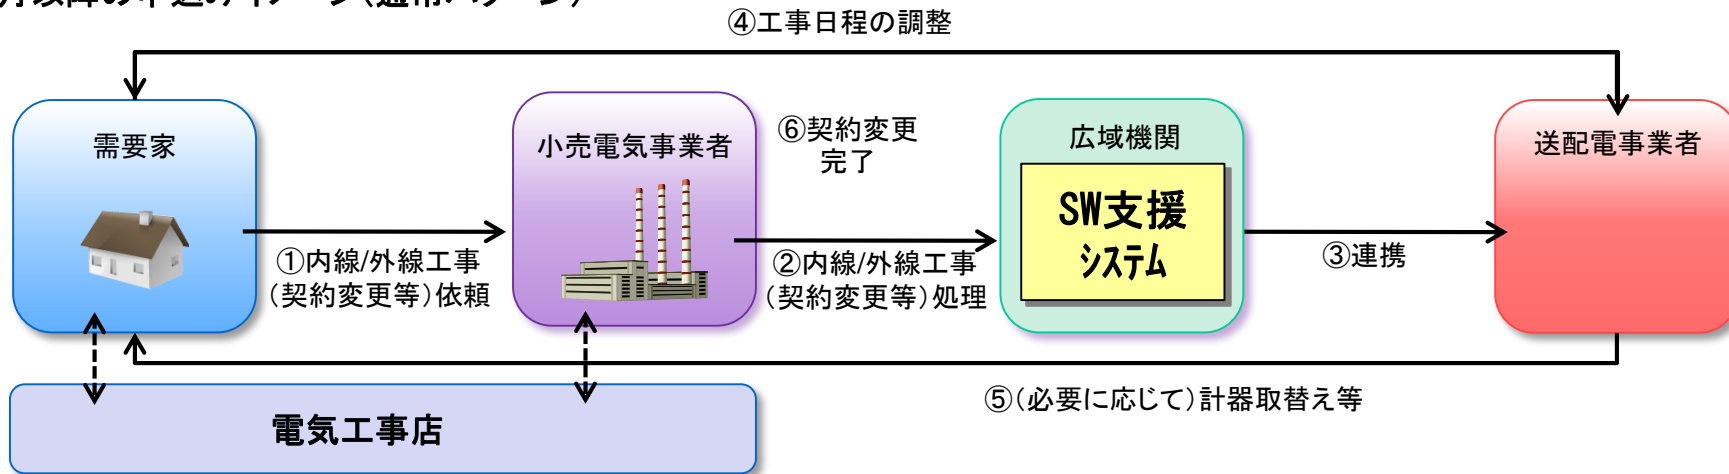 ④工事日程の調整
需要家
小売電気事業者
⑥契約変更
完了
広域機関
SW支援
システム
送配電事業者
①内線/外線工事
（契約変更等）依頼
②内線/外線工事
（契約変更等）処理
③連携
⑤（必要に応じて）計器取替え等
電気工事店